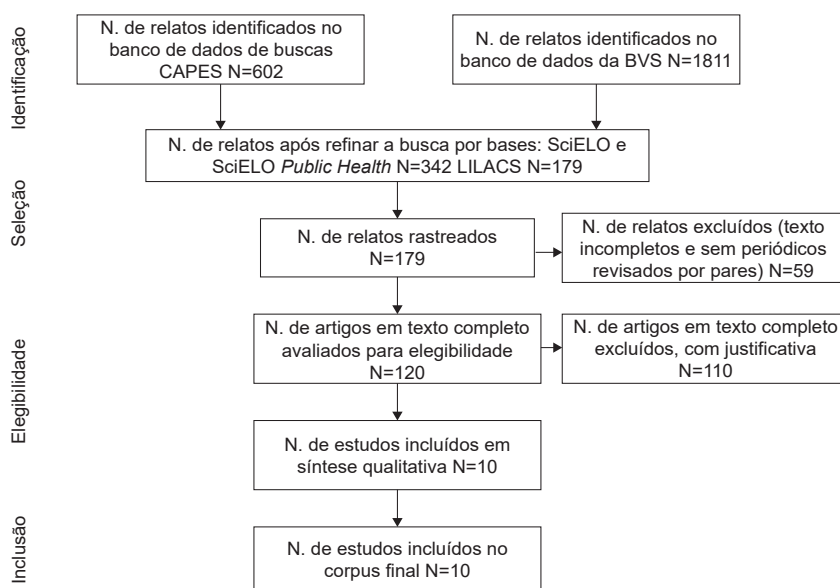 Identificação
N. de relatos identificados no
banco de dados de buscas
CAPES N=602
N. de relatos identificados no
banco de dados da BVS N=1811
N. de relatos após refinar a busca por bases: SciELO e
SciELO Public Health N=342 LILACS N=179
Seleção
N. de relatos rastreados
N=179
N. de relatos excluídos (texto
incompletos e sem periódicos
revisados por pares) N=59
Elegibilidade
N. de artigos em texto completo
avaliados para elegibilidade
N=120
N. de artigos em texto completo
excluídos, com justificativa
N=110
N. de estudos incluídos em
síntese qualitativa N=10
Inclusão
N. de estudos incluídos no
corpus final N=10